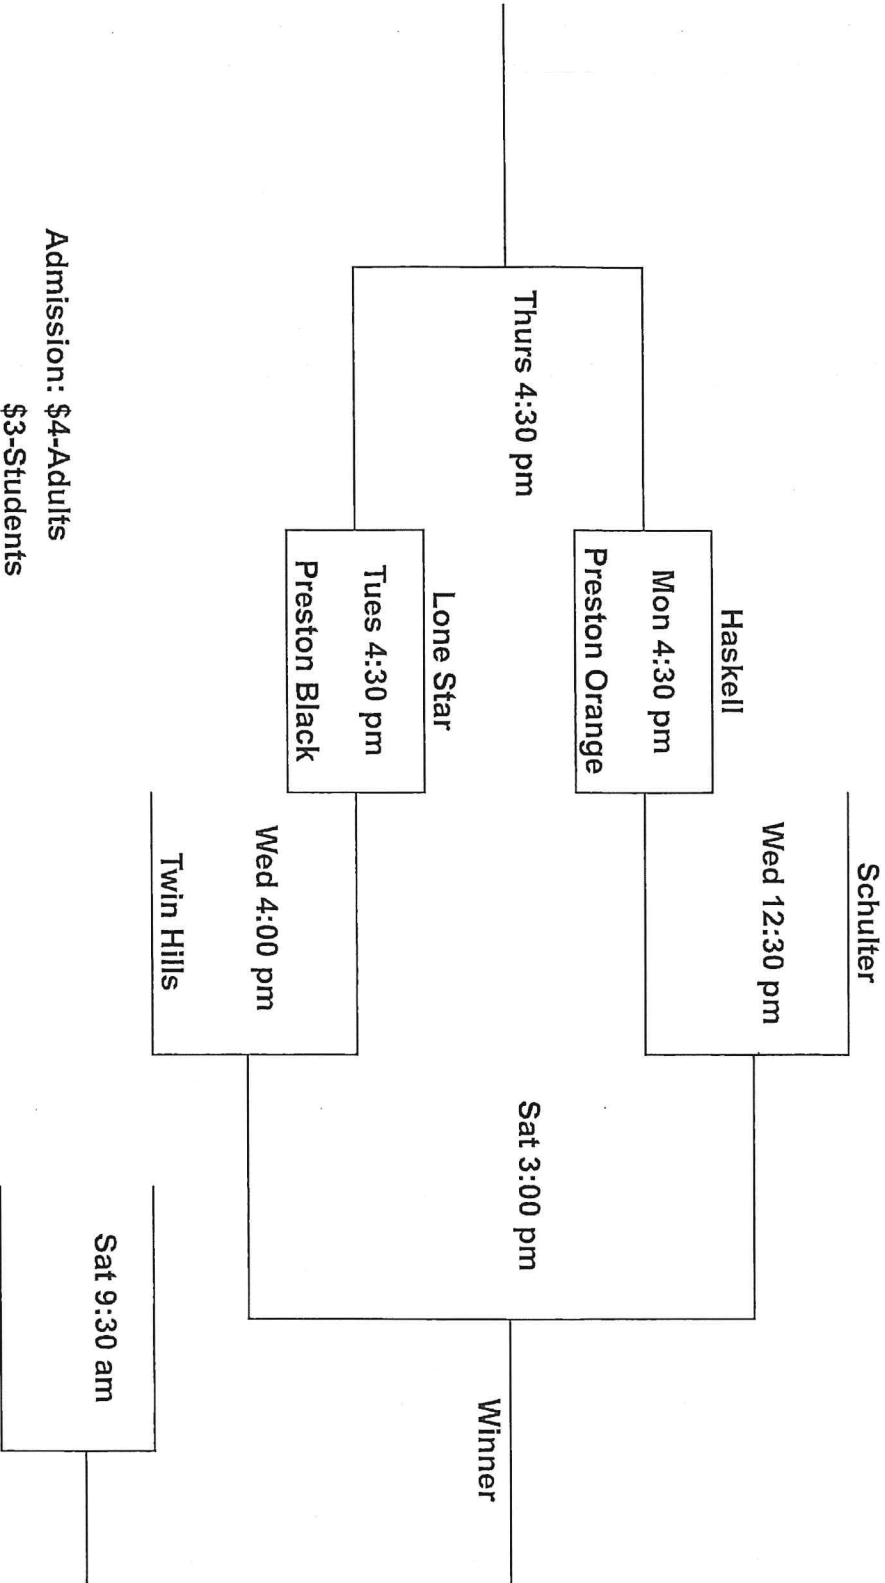 Schulter
Haskell
Wed 12:30 pm
Mon 4:30 pm
Preston Orange
Thurs 4:30 pm
Sat 3:00 pm
Winner
Lone Star
Tues 4:30 pm
Preston Black
Wed 4:00 pm
Twin Hills
Sat 9:30 am
Admission: $4-Adults
$3-Students